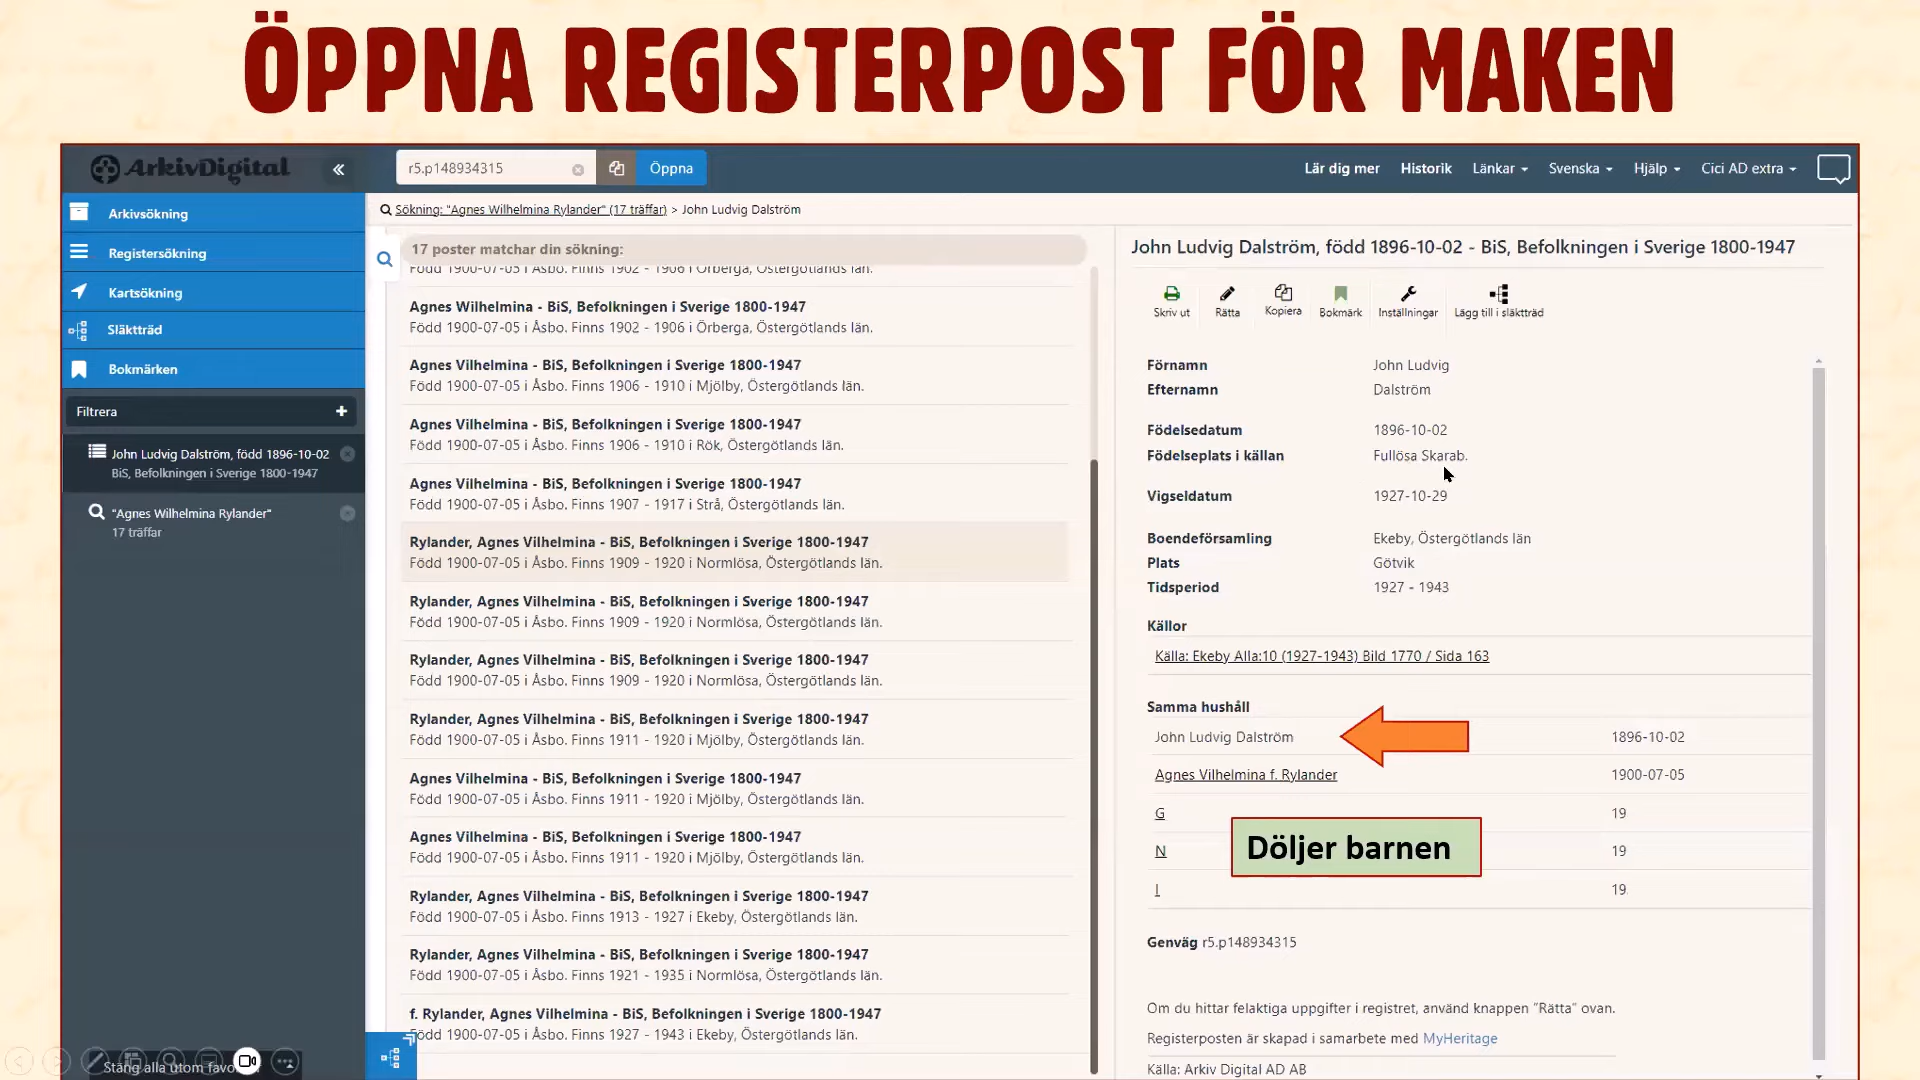 ÖPPNA REGISTERPOST FÖR MAKEN
ArkivDigital
«
r5.p148934315
Öppna
Lär dig mer
Historik
Länkar
Svenska
Hjälp
Cici AD extra
Arkivsökning
Registersökning
Kartsökning
Släktträd
Bokmärken
Filtrera
+
John Ludvig Dalström, född 1896-10-02
BiS, Befolkningen i Sverige 1800-1947
"Agnes Wilhelmina Rylander"
17 träffar
Stäng alla utom
Sökning: "Agnes Wilhelmina Rylander" (17 träffar) > John Ludvig Dalström
17 poster matchar din sökning:
Född 1900-07-05 i Åsbo. Finns 1902 - 1906 i Örberga, Östergötlands län.
Agnes Wilhelmina - BiS, Befolkningen i Sverige 1800-1947
Född 1900-07-05 i Åsbo. Finns 1902 - 1906 i Örberga, Östergötlands län.
Agnes Vilhelmina - BiS, Befolkningen i Sverige 1800-1947
Född 1900-07-05 i Åsbo. Finns 1906 - 1910 i Mjölby, Östergötlands län.
Agnes Vilhelmina - BiS, Befolkningen i Sverige 1800-1947
Född 1900-07-05 i Åsbo. Finns 1906 - 1910 i Rök, Östergötlands län.
Agnes Vilhelmina - BiS, Befolkningen i Sverige 1800-1947
Född 1900-07-05 i Åsbo. Finns 1907 - 1917 i Strå, Östergötlands län.
Rylander, Agnes Vilhelmina - BiS, Befolkningen i Sverige 1800-1947
Född 1900-07-05 i Åsbo. Finns 1909 - 1920 i Normlösa, Östergötlands län.
Rylander, Agnes Vilhelmina - BiS, Befolkningen i Sverige 1800-1947
Född 1900-07-05 i Åsbo. Finns 1909 - 1920 i Normlösa, Östergötlands län.
Rylander, Agnes Vilhelmina - BiS, Befolkningen i Sverige 1800-1947
Född 1900-07-05 i Åsbo. Finns 1909 - 1920 i Normlösa, Östergötlands län.
Rylander, Agnes Vilhelmina - BiS, Befolkningen i Sverige 1800-1947
Född 1900-07-05 i Åsbo. Finns 1911 - 1920 i Mjölby, Östergötlands län.
Agnes Vilhelmina - BiS, Befolkningen i Sverige 1800-1947
Född 1900-07-05 i Åsbo. Finns 1911 - 1920 i Mjölby, Östergötlands län.
Agnes Vilhelmina - BiS, Befolkningen i Sverige 1800-1947
Född 1900-07-05 i Åsbo. Finns 1911 - 1920 i Mjölby, Östergötlands län.
Rylander, Agnes Vilhelmina - BiS, Befolkningen i Sverige 1800-1947
Född 1900-07-05 i Åsbo. Finns 1913 - 1927 i Ekeby, Östergötlands län.
Rylander, Agnes Vilhelmina - BiS, Befolkningen i Sverige 1800-1947
Född 1900-07-05 i Åsbo. Finns 1921 - 1935 i Normlösa, Östergötlands län.
f. Rylander, Agnes Vilhelmina - BiS, Befolkningen i Sverige 1800-1947
Född 1900-07-05 i Åsbo. Finns 1927 - 1943 i Ekeby, Östergötlands län.
John Ludvig Dalström, född 1896-10-02 - BiS, Befolkningen i Sverige 1800-1947
Skriv ut
Rätta
Kopiera
Bokmärk
Inställningar
Lägg till i släktträd
Förnamn John Ludvig
Efternamn Dalström
Födelsedatum 1896-10-02
Födelseplats i källan Fullösa Skarab.
Vigseldatum 1927-10-29
Boendeförsamling Ekeby, Östergötlands län
Plats Götvik
Tidsperiod 1927 - 1943
Källor
Källa: Ekeby AIIa:10 (1927-1943) Bild 1770 / Sida 163
Samma hushåll
John Ludvig Dalström 1896-10-02
Agnes Vilhelmina f. Rylander 1900-07-05
G 19
N 19
I 19
Döljer barnen
Genväg r5.p148934315
Om du hittar felaktiga uppgifter i registret, använd knappen "Rätta" ovan.
Registerposten är skapad i samarbete med MyHeritage
Källa: Arkiv Digital AD AB